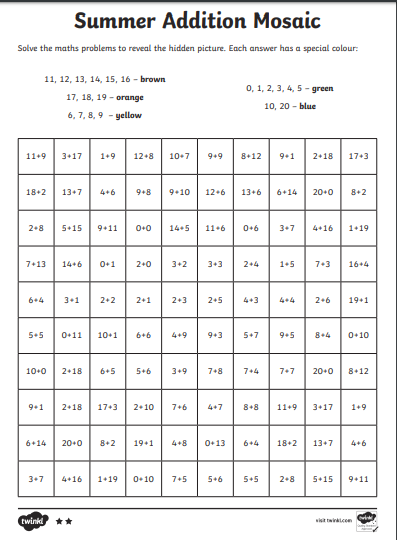 Summer Addition Mosaic
Solve the maths problems to reveal the hidden picture. Each answer has a special colour:
11, 12, 13, 14, 15, 16 – brown
17, 18, 19 – orange
6, 7, 8, 9 – yellow
0, 1, 2, 3, 4, 5 – green
10, 20 – blue
11+9 3+17 1+9 12+8 10+7 9+9 8+12 9+1 2+18 17+3
18+2 13+7 4+6 9+8 9+10 12+6 13+6 6+14 20+0 8+2
2+8 5+15 9+11 0+0 14+5 11+6 0+6 3+7 4+16 1+19
7+13 14+6 0+1 2+0 3+2 3+3 2+4 1+5 7+3 16+4
6+4 3+1 2+2 2+1 2+3 2+5 4+3 4+4 2+6 19+1
5+5 0+11 10+1 6+6 4+9 9+3 5+7 9+5 8+4 0+10
10+0 2+18 6+5 5+6 3+9 7+8 7+4 7+7 20+0 8+12
9+1 2+18 17+3 2+10 7+6 4+7 8+8 11+9 3+17 1+9
6+14 20+0 8+2 19+1 4+8 0+13 6+4 18+2 13+7 4+6
3+7 4+16 1+19 0+10 7+5 5+6 5+5 2+8 5+15 9+11
twinkl
visit twinkl.com
twinkl